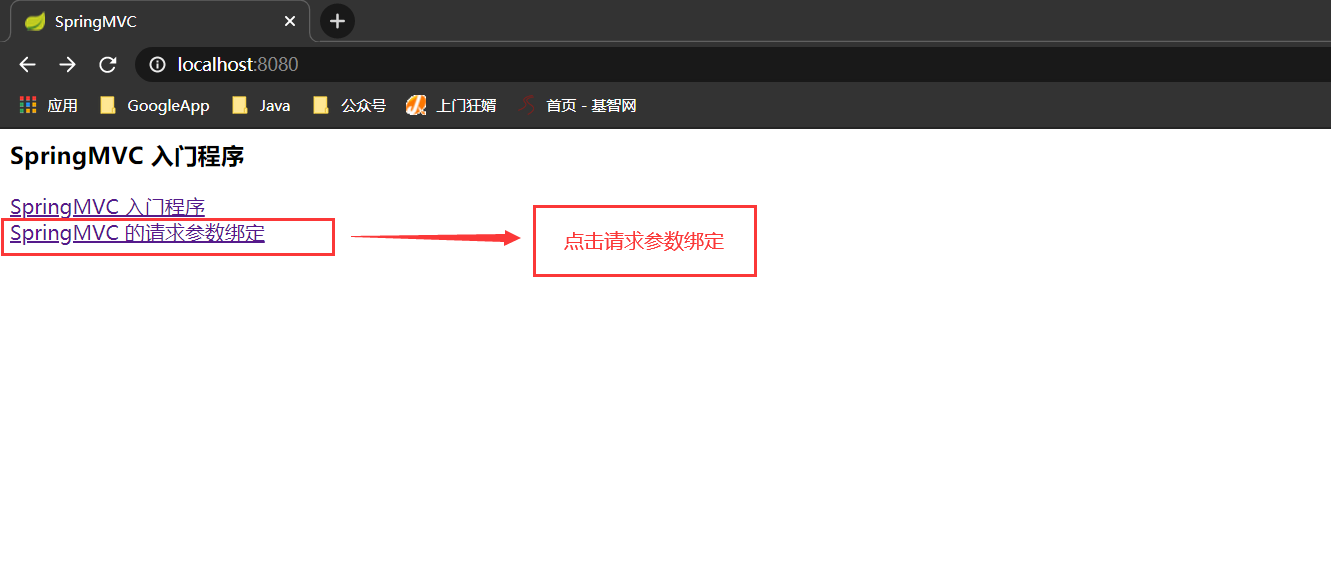 SpringMVC
localhost:8080
应用 GoogleApp Java 公众号 上门狂婿 首页 - 基智网
SpringMVC 入门程序
SpringMVC 入门程序
SpringMVC 的请求参数绑定
点击请求参数绑定